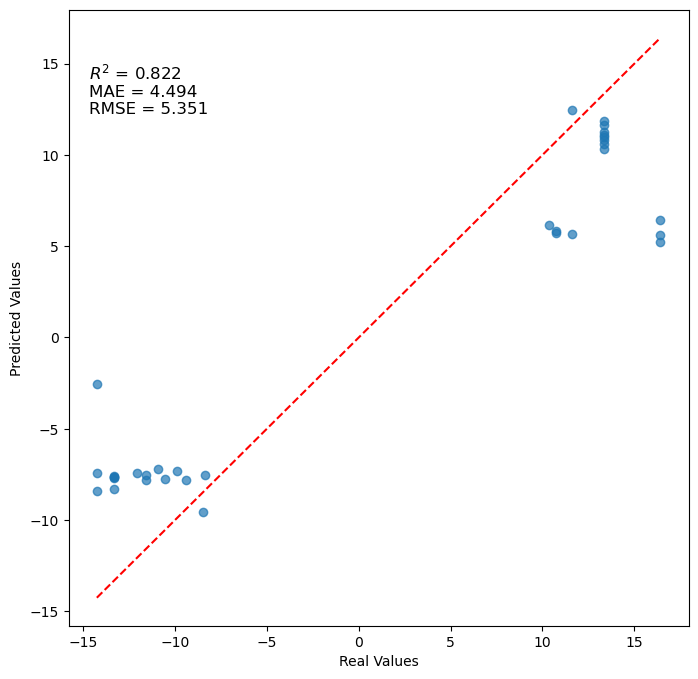 R² = 0.822
MAE = 4.494
RMSE = 5.351
15
10
5
0
−5
−10
−15
Predicted Values
−15 −10 −5 0 5 10 15
Real Values